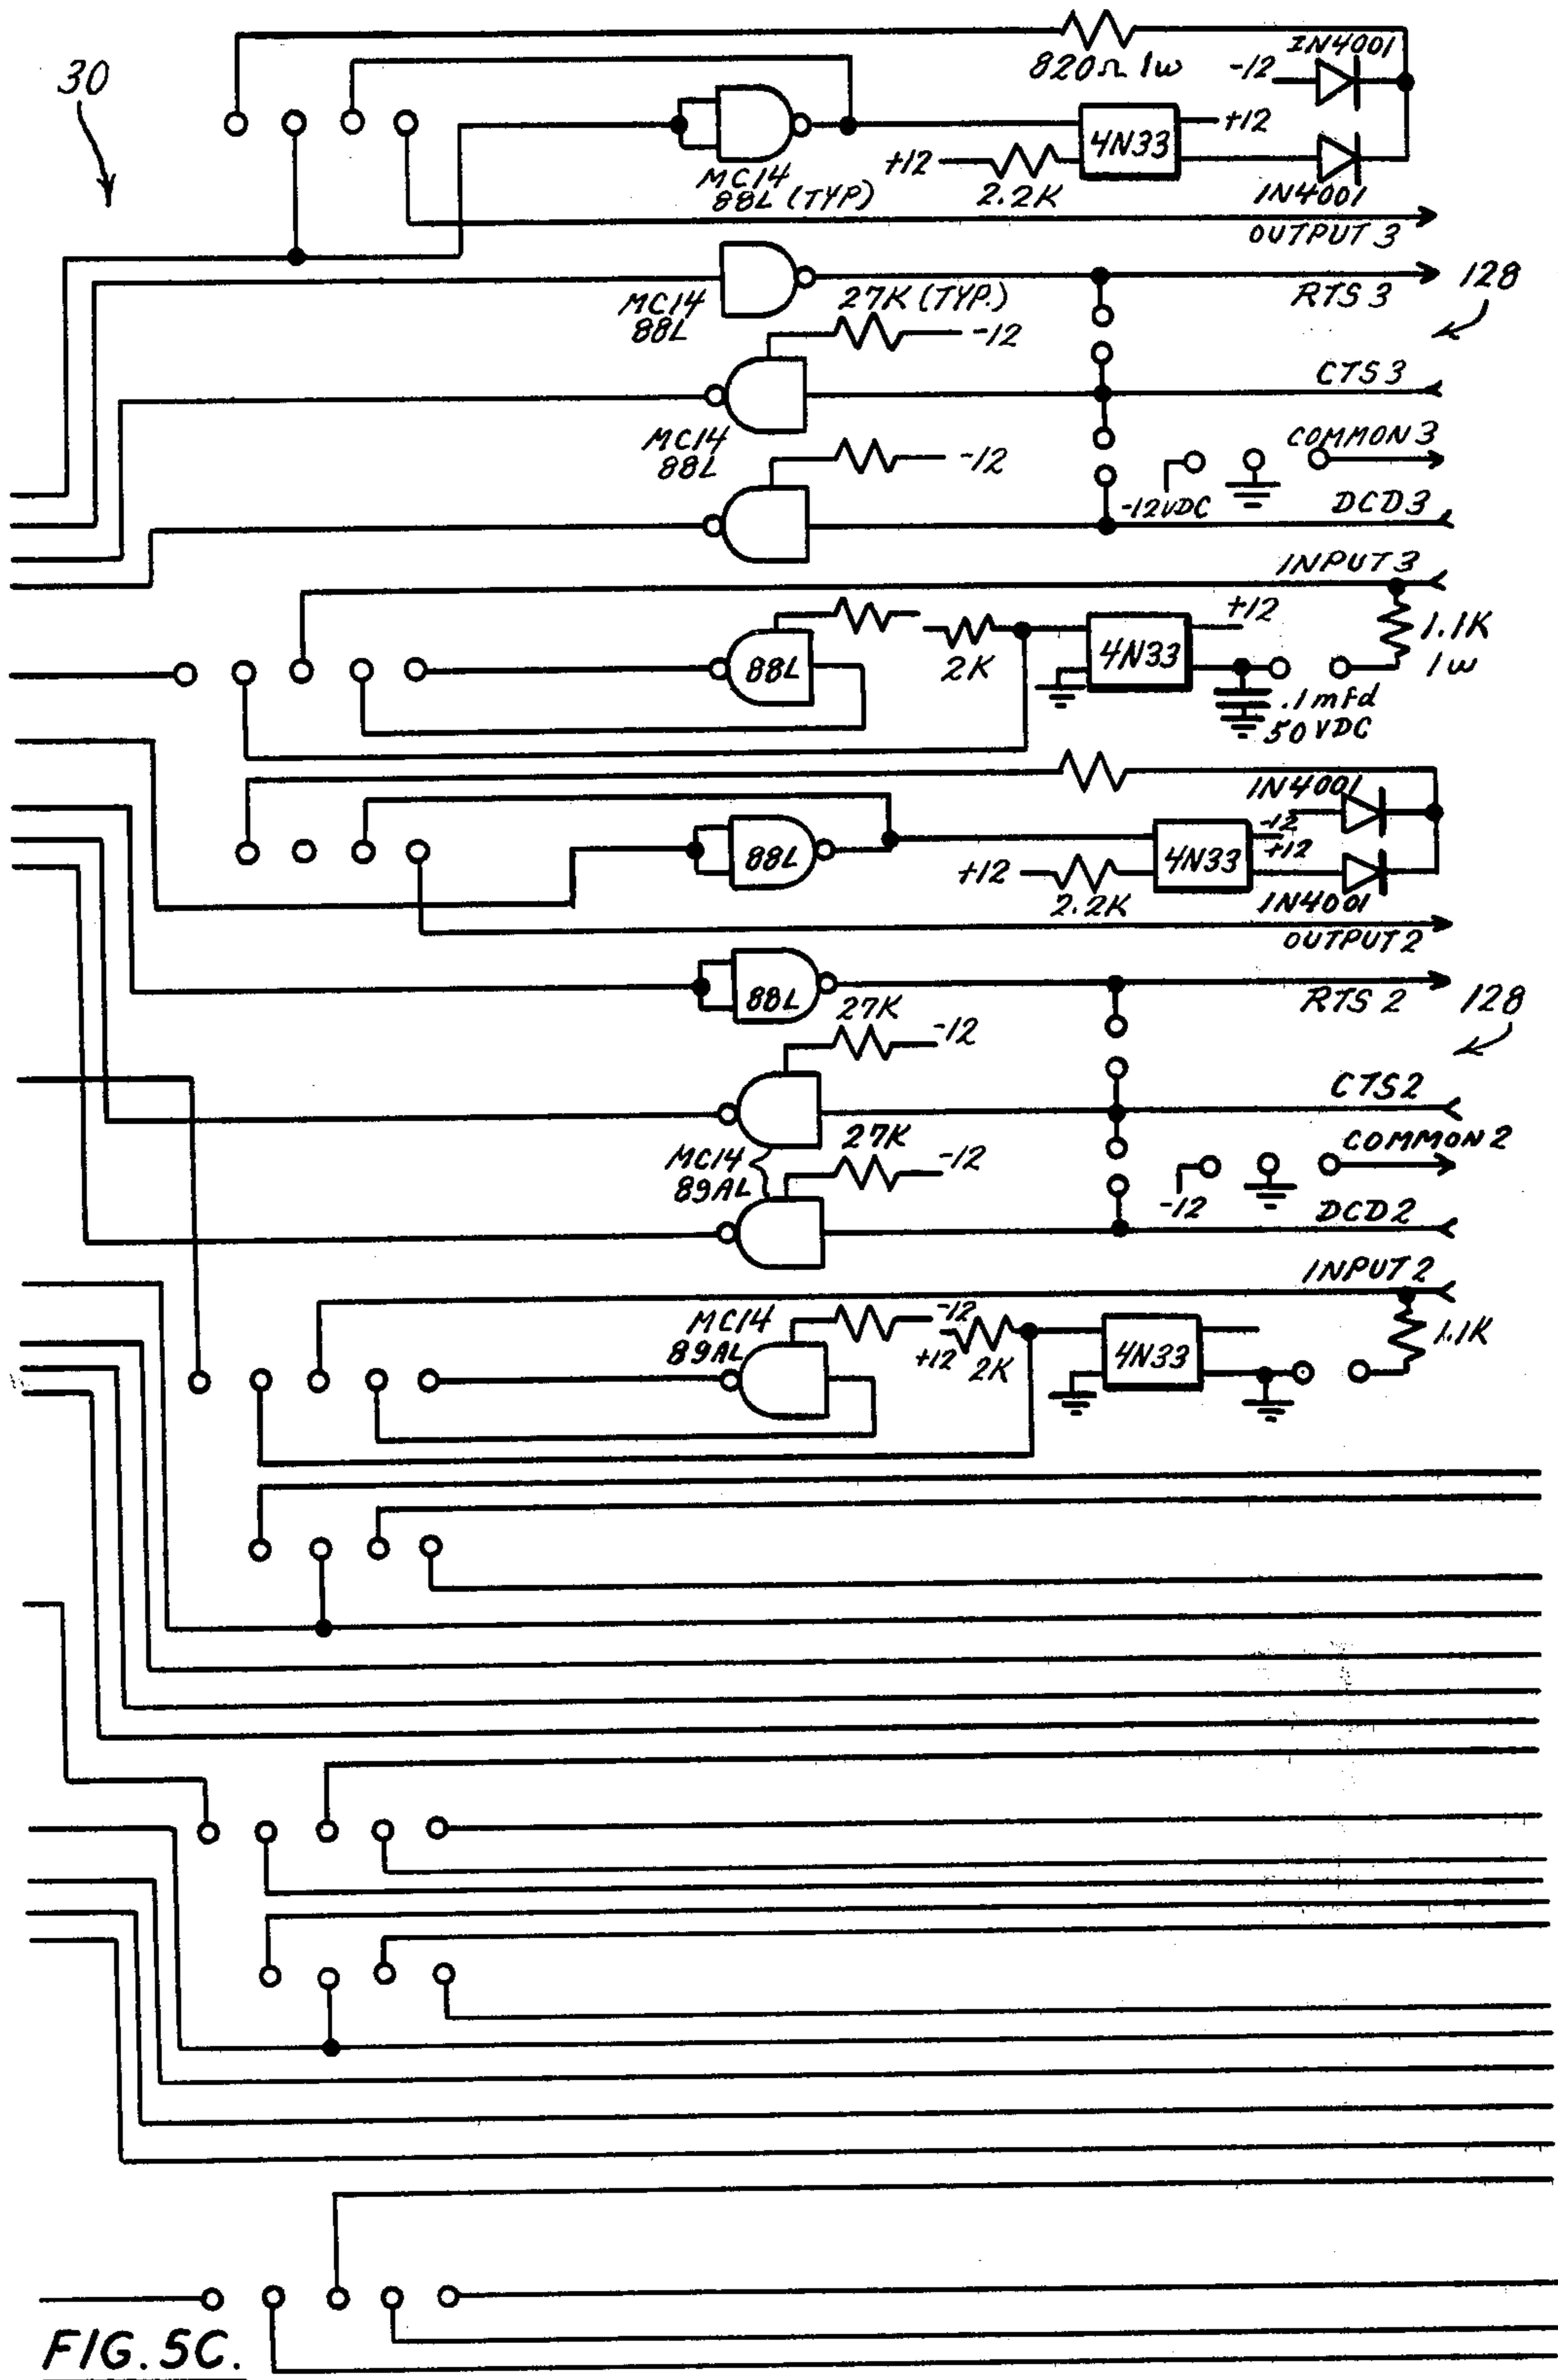 30
820Ω 1W
IN4001
-12
+12
4N33
+12
2.2K
MC14
88L (TYP)
IN4001
OUTPUT 3
MC14
88L
27K (TYP.)
-12
RTS 3
128
CTS 3
MC14
88L
-12
COMMON 3
-12VDC
DCD3
INPUT 3
88L
2K
4N33
+12
1.1K
1W
.1mfd
50VDC
IN4001
-12
+12
88L
+12
2.2K
4N33
IN4001
OUTPUT2
88L
27K
-12
RTS 2
128
CTS2
MC14
89AL
27K
-12
COMMON 2
-12
DCD2
INPUT 2
MC14
89AL
-12
+12
2K
4N33
1.1K
FIG. 5C.